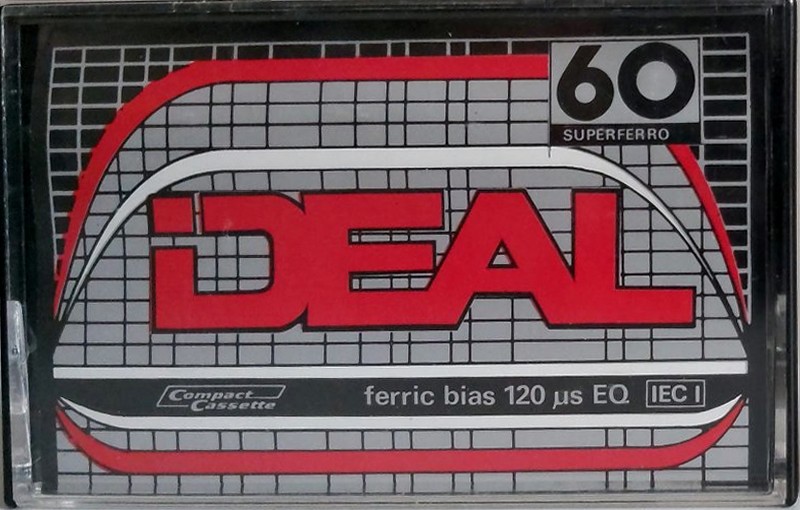 60
SUPERFERRO
iDEAL
Compact
Cassette
ferric bias 120 µs EQ IEC I